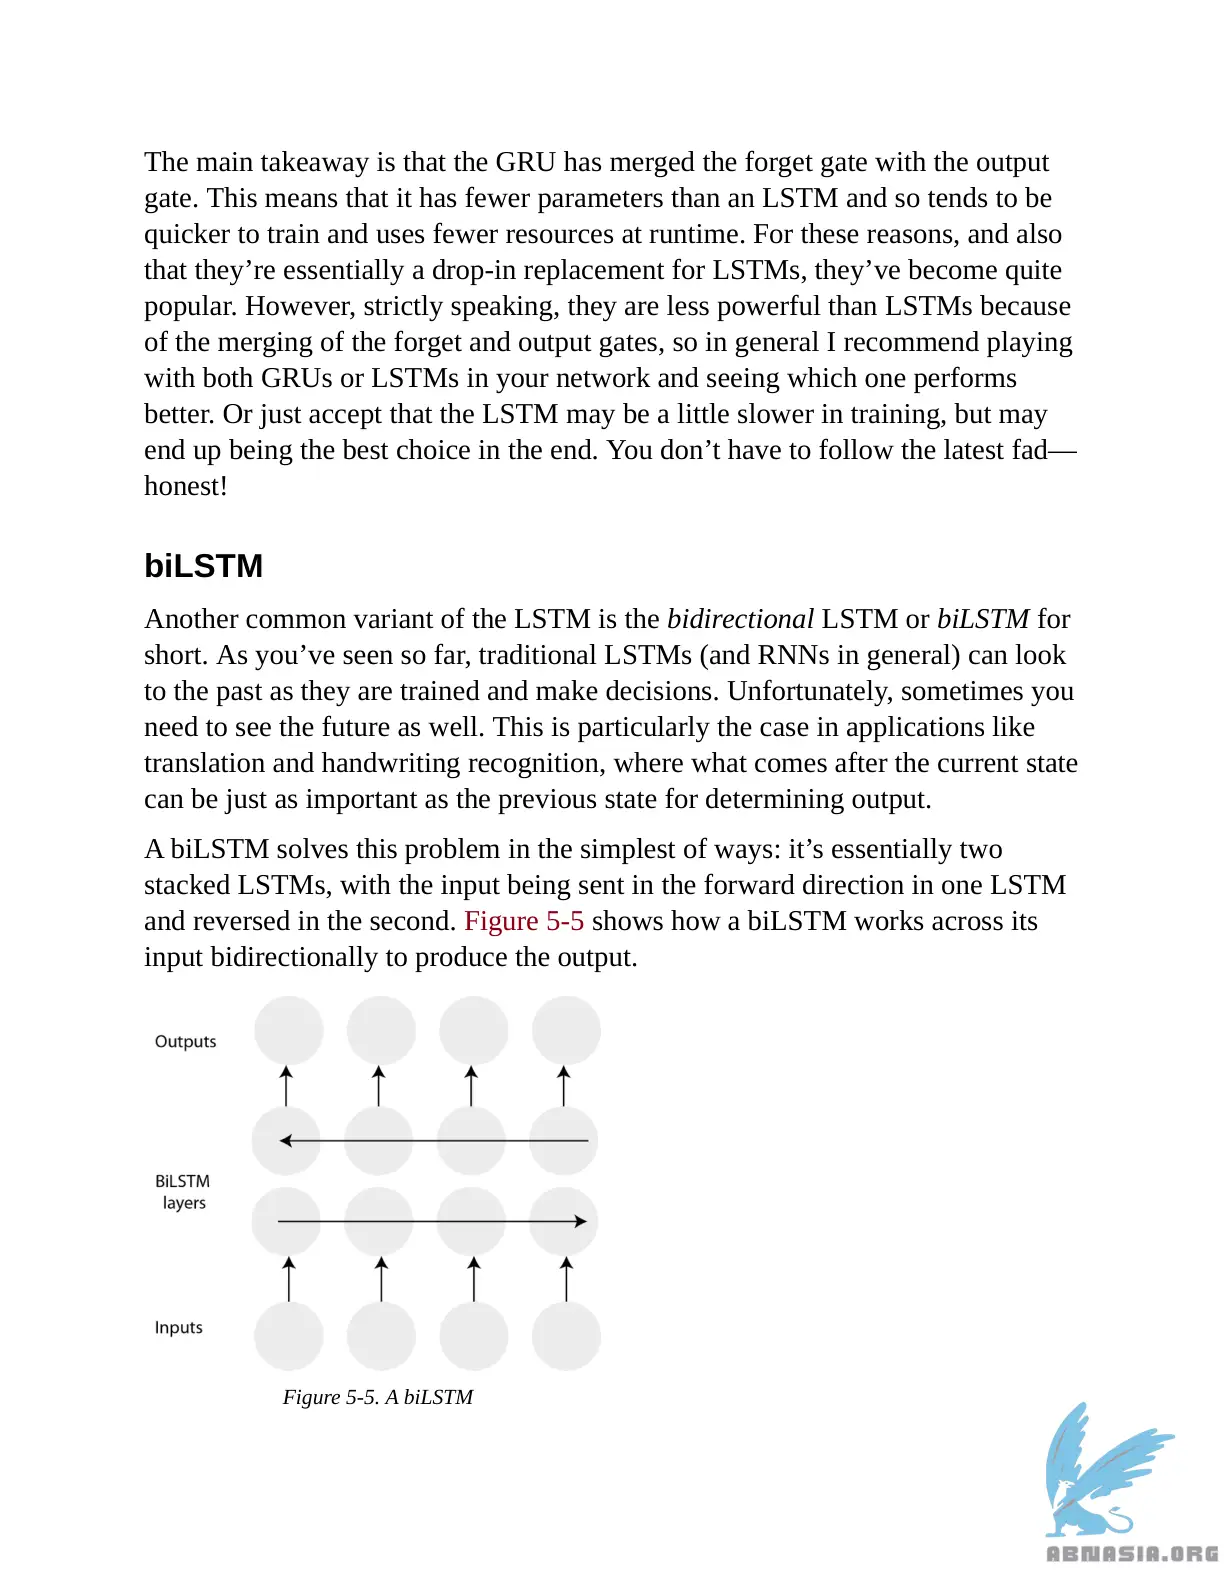 The main takeaway is that the GRU has merged the forget gate with the output
gate. This means that it has fewer parameters than an LSTM and so tends to be
quicker to train and uses fewer resources at runtime. For these reasons, and also
that they’re essentially a drop-in replacement for LSTMs, they’ve become quite
popular. However, strictly speaking, they are less powerful than LSTMs because
of the merging of the forget and output gates, so in general I recommend playing
with both GRUs or LSTMs in your network and seeing which one performs
better. Or just accept that the LSTM may be a little slower in training, but may
end up being the best choice in the end. You don’t have to follow the latest fad—
honest!
biLSTM
Another common variant of the LSTM is the bidirectional LSTM or biLSTM for
short. As you’ve seen so far, traditional LSTMs (and RNNs in general) can look
to the past as they are trained and make decisions. Unfortunately, sometimes you
need to see the future as well. This is particularly the case in applications like
translation and handwriting recognition, where what comes after the current state
can be just as important as the previous state for determining output.
A biLSTM solves this problem in the simplest of ways: it’s essentially two
stacked LSTMs, with the input being sent in the forward direction in one LSTM
and reversed in the second. Figure 5-5 shows how a biLSTM works across its
input bidirectionally to produce the output.
Outputs
BiLSTM
layers
Inputs
Figure 5-5. A biLSTM
ABNASIA.ORG